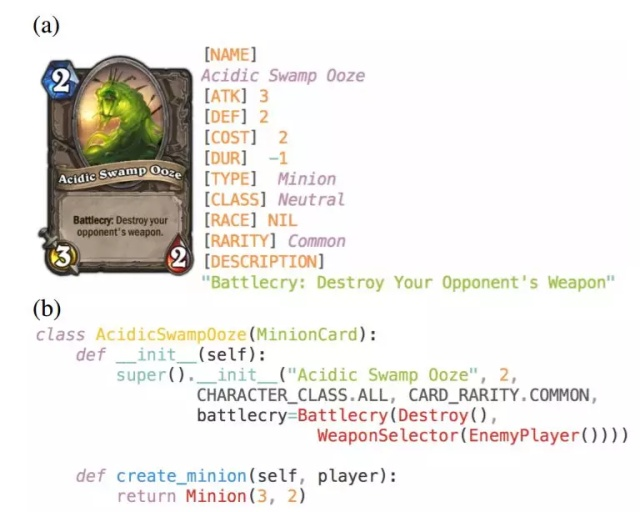 (a)
2
Acidic Swamp Ooze
Battlecry: Destroy your
opponent's weapon.
3
2
[NAME]
Acidic Swamp Ooze
[ATK] 3
[DEF] 2
[COST] 2
[DUR] -1
[TYPE] Minion
[CLASS] Neutral
[RACE] NIL
[RARITY] Common
[DESCRIPTION]
"Battlecry: Destroy Your Opponent's Weapon"
(b)
class AcidicSwampOoze(MinionCard):
    def __init__(self):
        super().__init__("Acidic Swamp Ooze", 2,
                CHARACTER_CLASS.ALL, CARD_RARITY.COMMON,
                battlecry=Battlecry(Destroy(),
                            WeaponSelector(EnemyPlayer())))
    def create_minion(self, player):
        return Minion(3, 2)